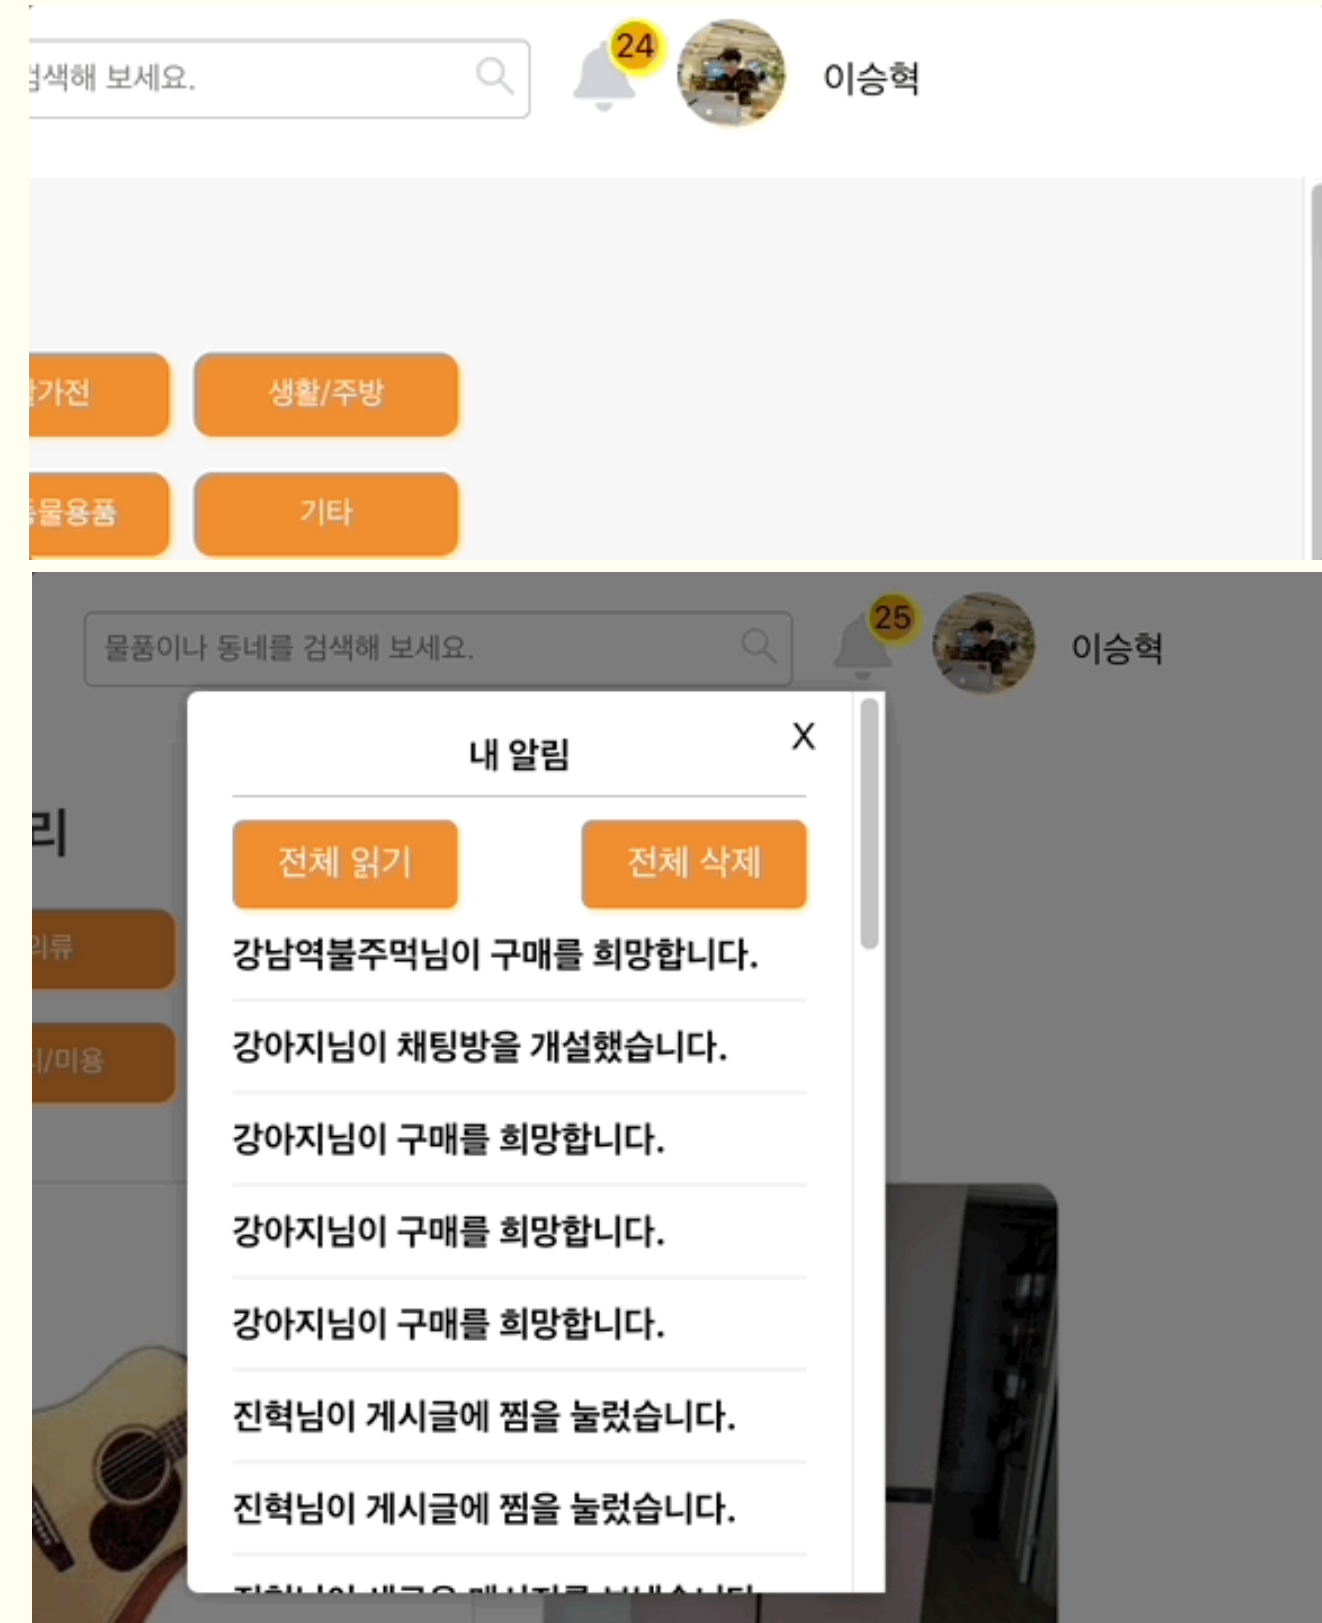 검색해 보세요.
24
이승혁
가전
생활/주방
동물용품
기타
물품이나 동네를 검색해 보세요.
25
이승혁
내 알림
X
리
전체 읽기
전체 삭제
의류
강남역불주먹님이 구매를 희망합니다.
강아지님이 채팅방을 개설했습니다.
/미용
강아지님이 구매를 희망합니다.
강아지님이 구매를 희망합니다.
강아지님이 구매를 희망합니다.
진혁님이 게시글에 찜을 눌렀습니다.
진혁님이 게시글에 찜을 눌렀습니다.